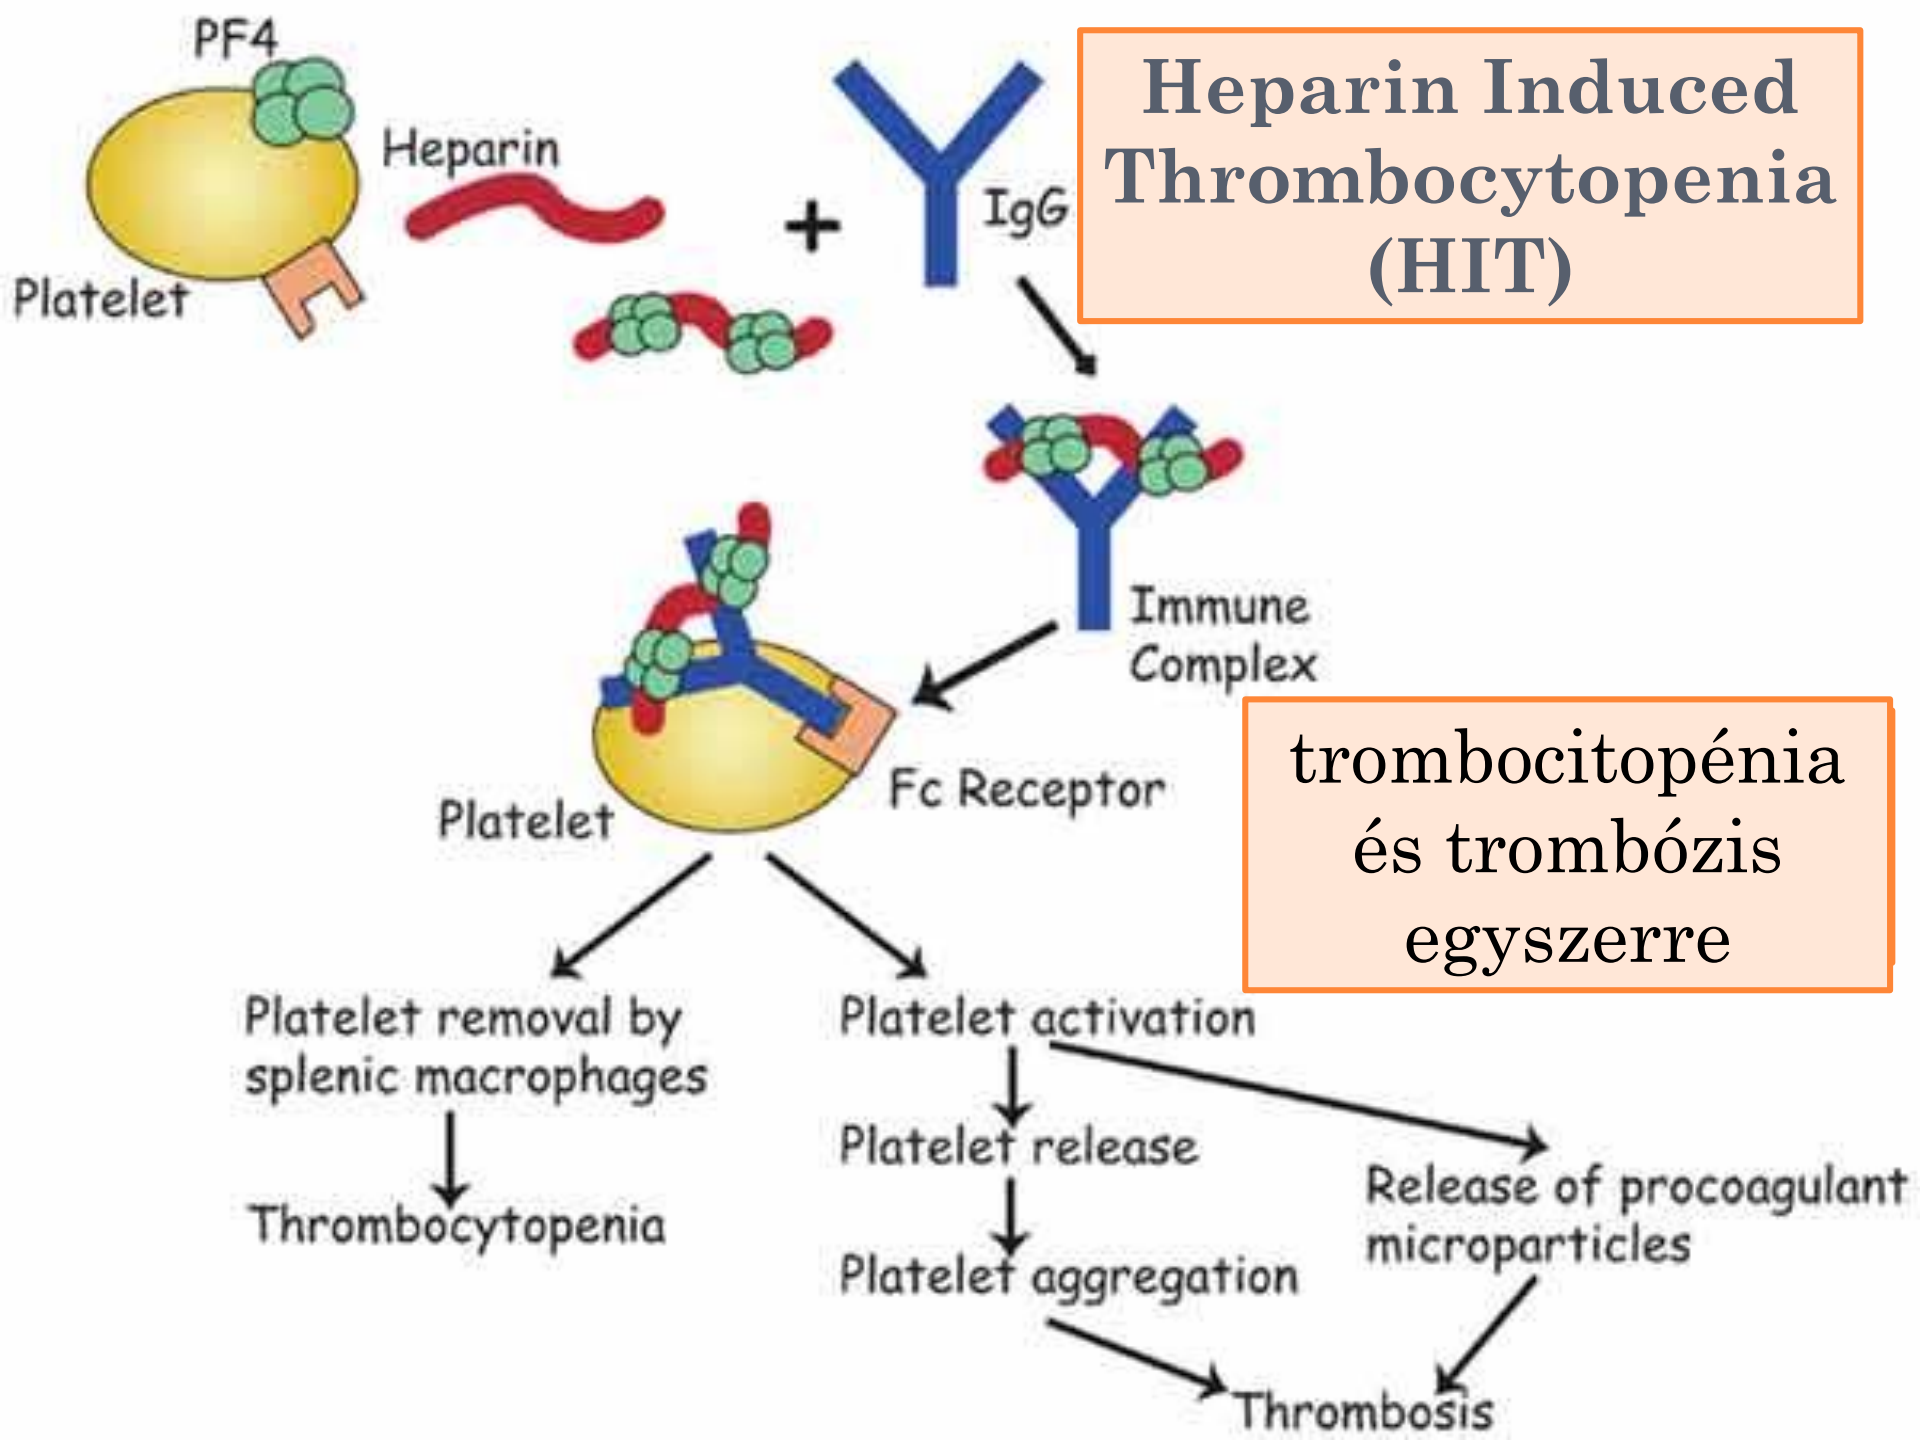 PF4
Heparin
Platelet
+
IgG
Heparin Induced
Thrombocytopenia
(HIT)
Immune
Complex
Fc Receptor
Platelet
trombocitopénia
és trombózis
egyszerre
Platelet removal by
splenic macrophages
Thrombocytopenia
Platelet activation
Platelet release
Platelet aggregation
Release of procoagulant
microparticles
Thrombosis